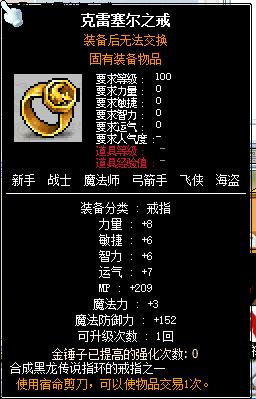 克雷塞尔之戒
装备后无法交换
固有装备物品
要求等级 : 100
要求力量 : 0
要求敏捷 : 0
要求智力 : 0
要求运气 : 0
要求人气度 : -
道具等级 : -
道具经验值 : -
新手 战士 魔法师 弓箭手 飞侠 海盗
装备分类 : 戒指
力量 : +8
敏捷 : +6
智力 : +6
运气 : +7
MP : +209
魔法力 : +3
魔法防御力 : +152
可升级次数 : 1回
金锤子已提高的强化次数: 0
合成黑龙传说指环的戒指之一
使用宿命剪刀，可以使物品交易1次。